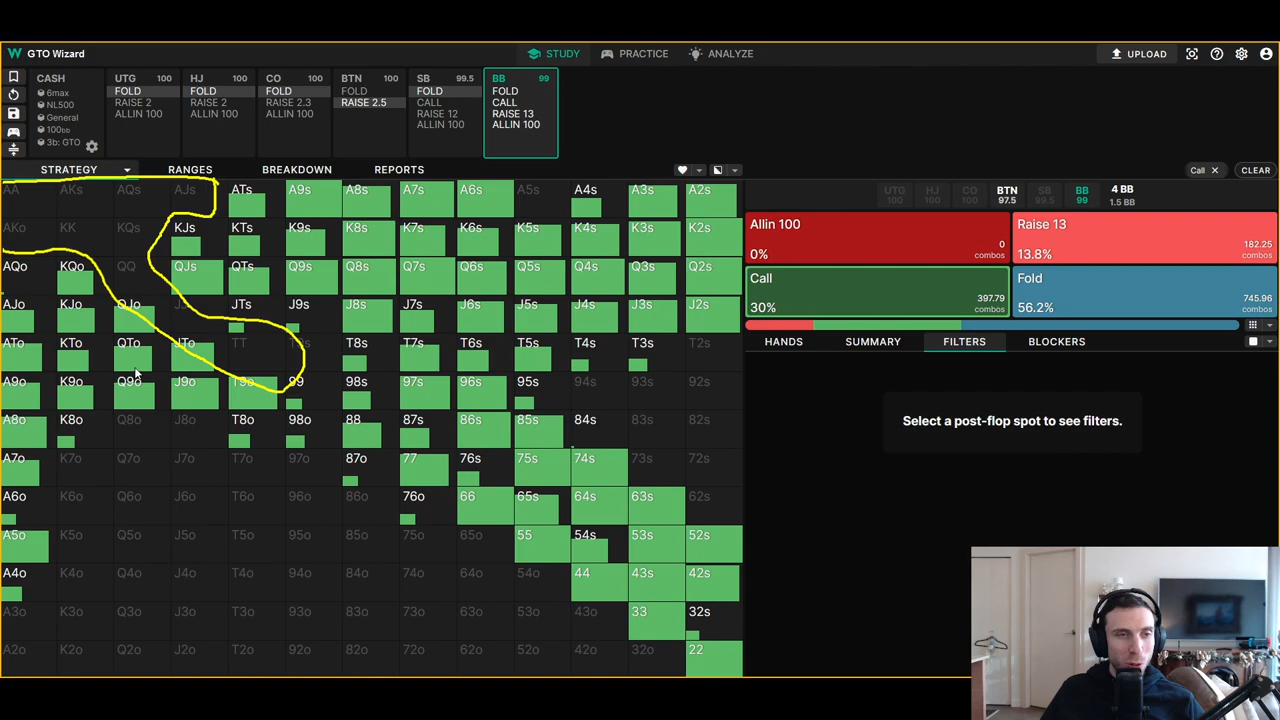 GTO Wizard
STUDY PRACTICE ANALYZE UPLOAD
CASH
6max
NL500
General
100bb
3b: GTO
UTG 100
FOLD
RAISE 2
ALLIN 100
HJ 100
FOLD
RAISE 2
ALLIN 100
CO 100
FOLD
RAISE 2.3
ALLIN 100
BTN 100
FOLD
RAISE 2.5
SB 99.5
FOLD
CALL
RAISE 12
ALLIN 100
BB 99
FOLD
CALL
RAISE 13
ALLIN 100
STRATEGY RANGES BREAKDOWN REPORTS
Call CLEAR
AA AKs AQs AJs ATs A9s A8s A7s A6s A5s A4s A3s A2s
AKo KK KQs KJs KTs K9s K8s K7s K6s K5s K4s K3s K2s
AQo KQo QQ QJs QTs Q9s Q8s Q7s Q6s Q5s Q4s Q3s Q2s
AJo KJo QJo JTs J9s J8s J7s J6s J5s J4s J3s J2s
ATo KTo QTo JTo TT T8s T7s T6s T5s T4s T3s T2s
A9o K9o Q9o J9o T9o 99 98s 97s 96s 95s 94s 93s 92s
A8o K8o Q8o J8o T8o 98o 88 87s 86s 85s 84s 83s 82s
A7o K7o Q7o J7o T7o 97o 87o 77 76s 75s 74s 73s 72s
A6o K6o Q6o J6o T6o 96o 86o 76o 66 65s 64s 63s 62s
A5o K5o Q5o J5o T5o 95o 85o 75o 65o 55 54s 53s 52s
A4o K4o Q4o J4o T4o 94o 84o 74o 64o 54o 44 43s 42s
A3o K3o Q3o J3o T3o 93o 83o 73o 63o 53o 43o 33 32s
A2o K2o Q2o J2o T2o 92o 82o 72o 62o 52o 42o 32o 22
UTG 100
HJ 100
CO 100
BTN 97.5
SB 99.5
BB 99
4 BB
1.5 BB
Allin 100
0% 0 combos
Raise 13
13.8% 182.25 combos
Call
30% 397.79 combos
Fold
56.2% 745.96 combos
HANDS SUMMARY FILTERS BLOCKERS
Select a post-flop spot to see filters.